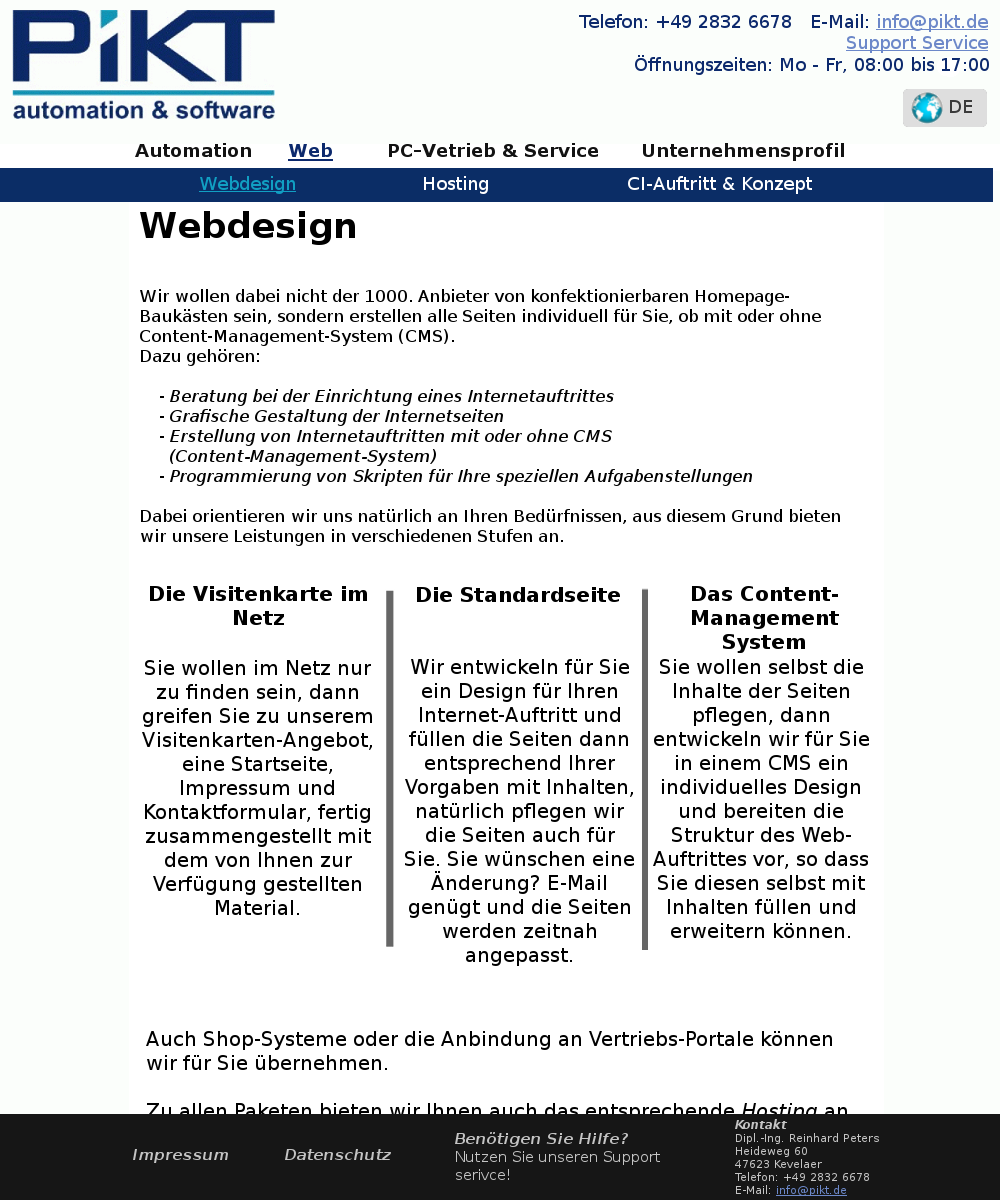 PiKT
automation & software
Telefon: +49 2832 6678 E-Mail: info@pikt.de
Support Service
Öffnungszeiten: Mo - Fr, 08:00 bis 17:00
DE
Automation Web PC–Vetrieb & Service Unternehmensprofil
Webdesign Hosting CI-Auftritt & Konzept
Webdesign
Wir wollen dabei nicht der 1000. Anbieter von konfektionierbaren Homepage-
Baukästen sein, sondern erstellen alle Seiten individuell für Sie, ob mit oder ohne
Content-Management-System (CMS).
Dazu gehören:
- Beratung bei der Einrichtung eines Internetauftrittes
- Grafische Gestaltung der Internetseiten
- Erstellung von Internetauftritten mit oder ohne CMS
(Content-Management-System)
- Programmierung von Skripten für Ihre speziellen Aufgabenstellungen
Dabei orientieren wir uns natürlich an Ihren Bedürfnissen, aus diesem Grund bieten
wir unsere Leistungen in verschiedenen Stufen an.
Die Visitenkarte im
Netz
Sie wollen im Netz nur
zu finden sein, dann
greifen Sie zu unserem
Visitenkarten-Angebot,
eine Startseite,
Impressum und
Kontaktformular, fertig
zusammengestellt mit
dem von Ihnen zur
Verfügung gestellten
Material.
Die Standardseite
Wir entwickeln für Sie
ein Design für Ihren
Internet-Auftritt und
füllen die Seiten dann
entsprechend Ihrer
Vorgaben mit Inhalten,
natürlich pflegen wir
die Seiten auch für
Sie. Sie wünschen eine
Änderung? E-Mail
genügt und die Seiten
werden zeitnah
angepasst.
Das Content-
Management
System
Sie wollen selbst die
Inhalte der Seiten
pflegen, dann
entwickeln wir für Sie
in einem CMS ein
individuelles Design
und bereiten die
Struktur des Web-
Auftrittes vor, so dass
Sie diesen selbst mit
Inhalten füllen und
erweitern können.
Auch Shop-Systeme oder die Anbindung an Vertriebs-Portale können
wir für Sie übernehmen.
Zu allen Paketen bieten wir Ihnen auch das entsprechende Hosting an
Impressum
Datenschutz
Benötigen Sie Hilfe?
Nutzen Sie unseren Support
serivce!
Kontakt
Dipl.-Ing. Reinhard Peters
Heideweg 60
47623 Kevelaer
Telefon: +49 2832 6678
E-Mail: info@pikt.de